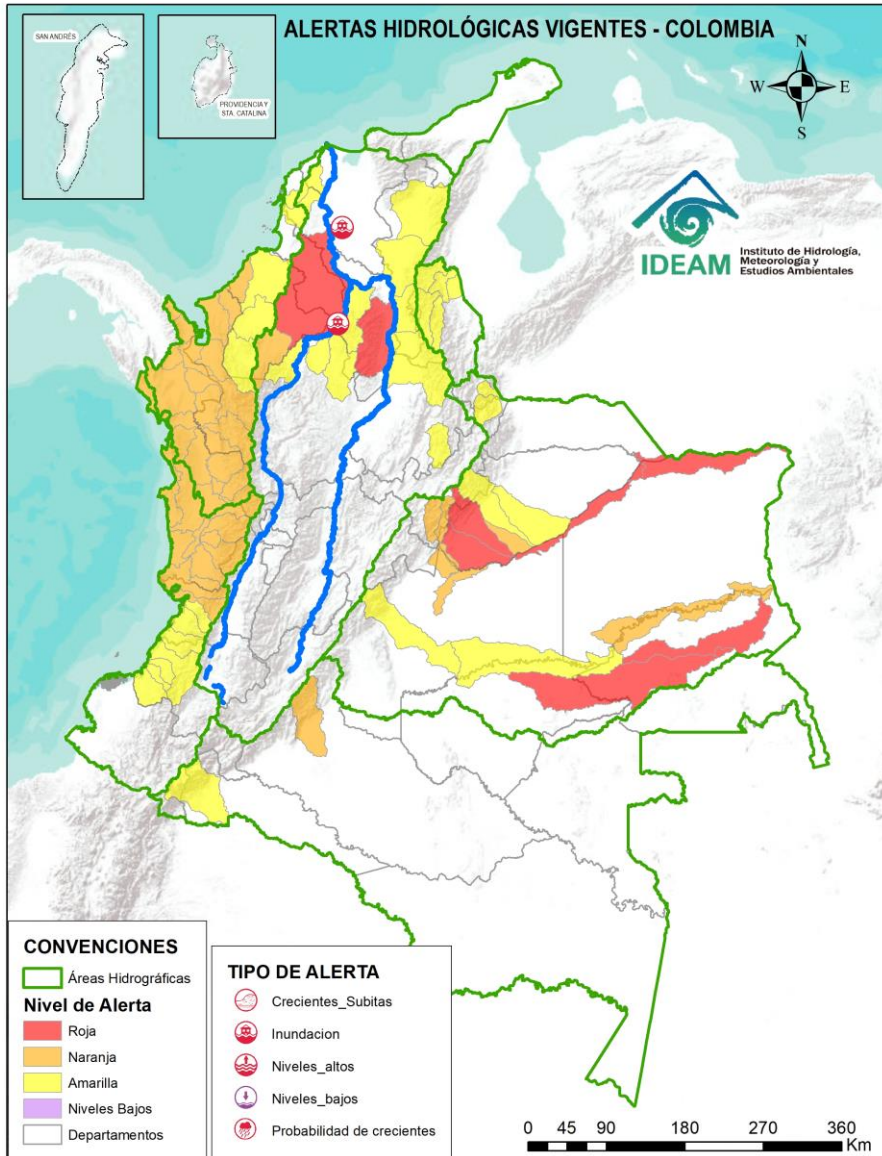 ALERTAS HIDROLÓGICAS VIGENTES - COLOMBIA
SAN ANDRÉS
PROVIDENCIA Y
STA. CATALINA
N
W
E
S
IDEAM
Instituto de Hidrología,
Meteorología y
Estudios Ambientales
CONVENCIONES
Áreas Hidrográficas
Nivel de Alerta
Roja
Naranja
Amarilla
Niveles Bajos
Departamentos
TIPO DE ALERTA
Crecientes_Subitas
Inundacion
Niveles_altos
Niveles_bajos
Probabilidad de crecientes
0 45 90 180 270 360
Km